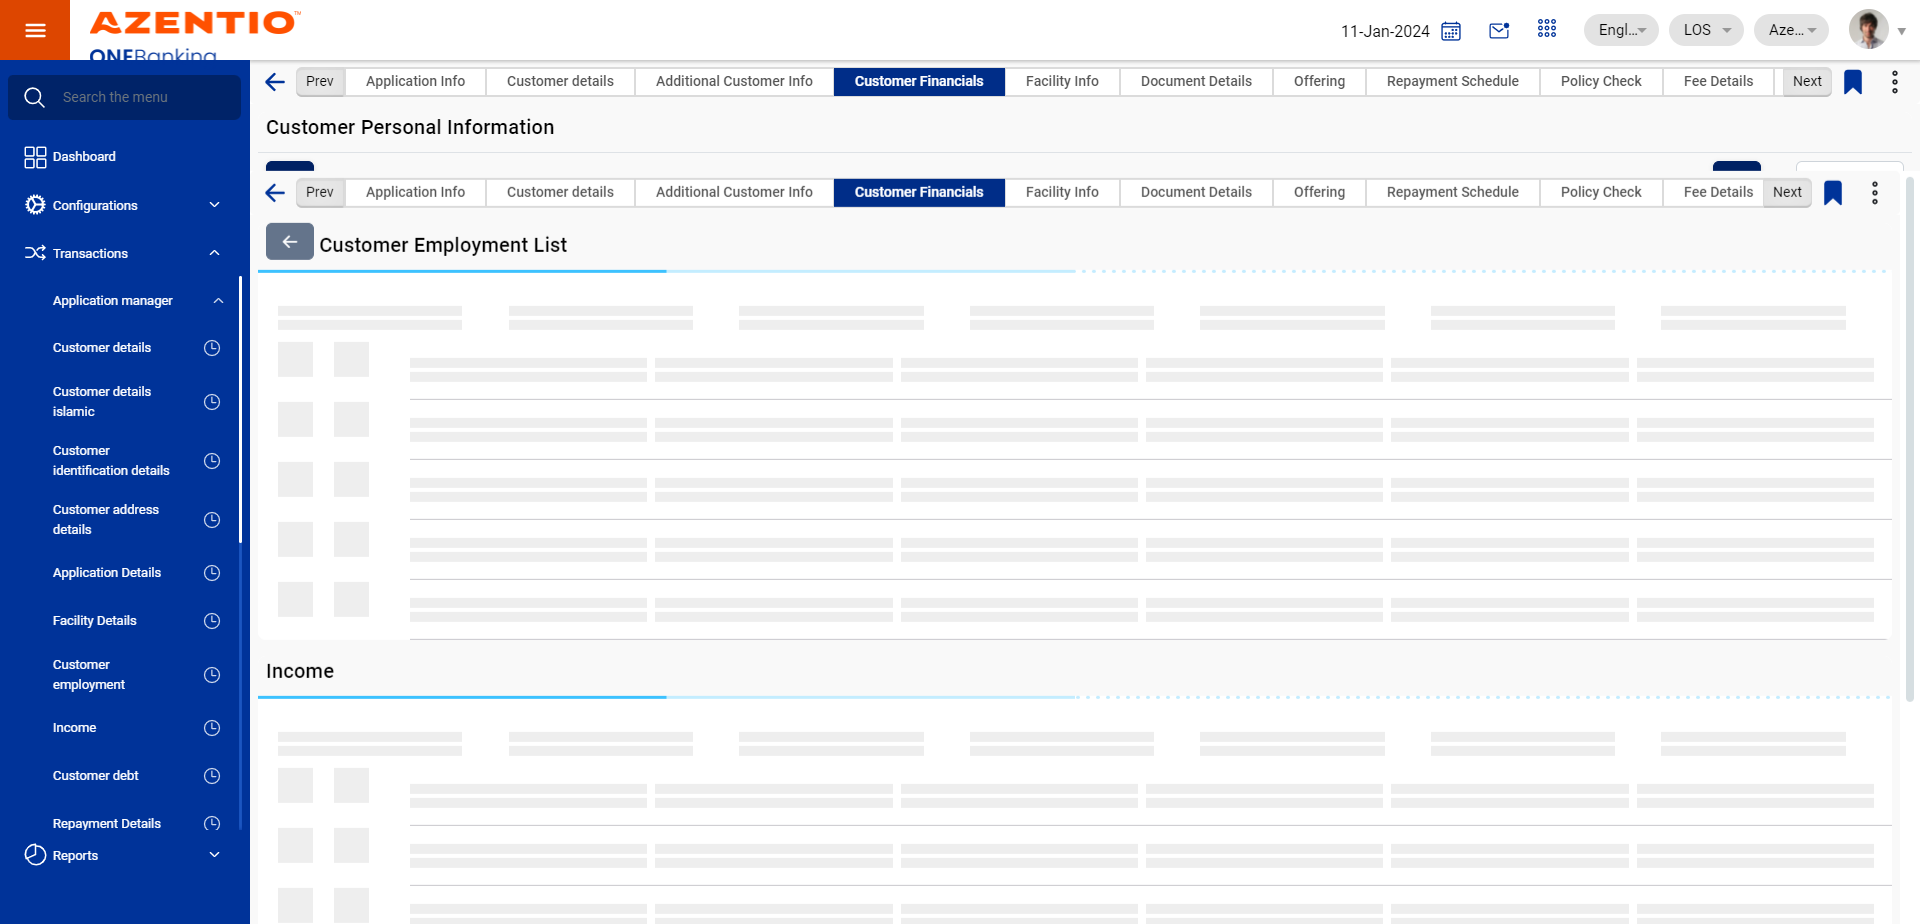 AZENTIO™
ONEBanking
11-Jan-2024
Engl...
LOS
Aze...
Search the menu
Dashboard
Configurations
Transactions
Application manager
Customer details
Customer details
islamic
Customer
identification details
Customer address
details
Application Details
Facility Details
Customer
employment
Income
Customer debt
Repayment Details
Reports
Prev Application Info Customer details Additional Customer Info Customer Financials Facility Info Document Details Offering Repayment Schedule Policy Check Fee Details Next
Customer Personal Information
Prev Application Info Customer details Additional Customer Info Customer Financials Facility Info Document Details Offering Repayment Schedule Policy Check Fee Details Next
Customer Employment List
Income